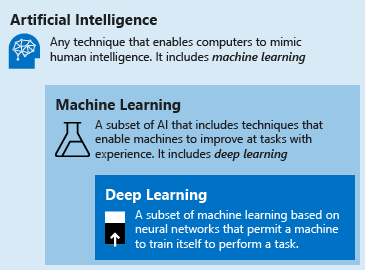 Artificial Intelligence
Any technique that enables computers to mimic
human intelligence. It includes machine learning
Machine Learning
A subset of AI that includes techniques that
enable machines to improve at tasks with
experience. It includes deep learning
Deep Learning
A subset of machine learning based on
neural networks that permit a machine
to train itself to perform a task.